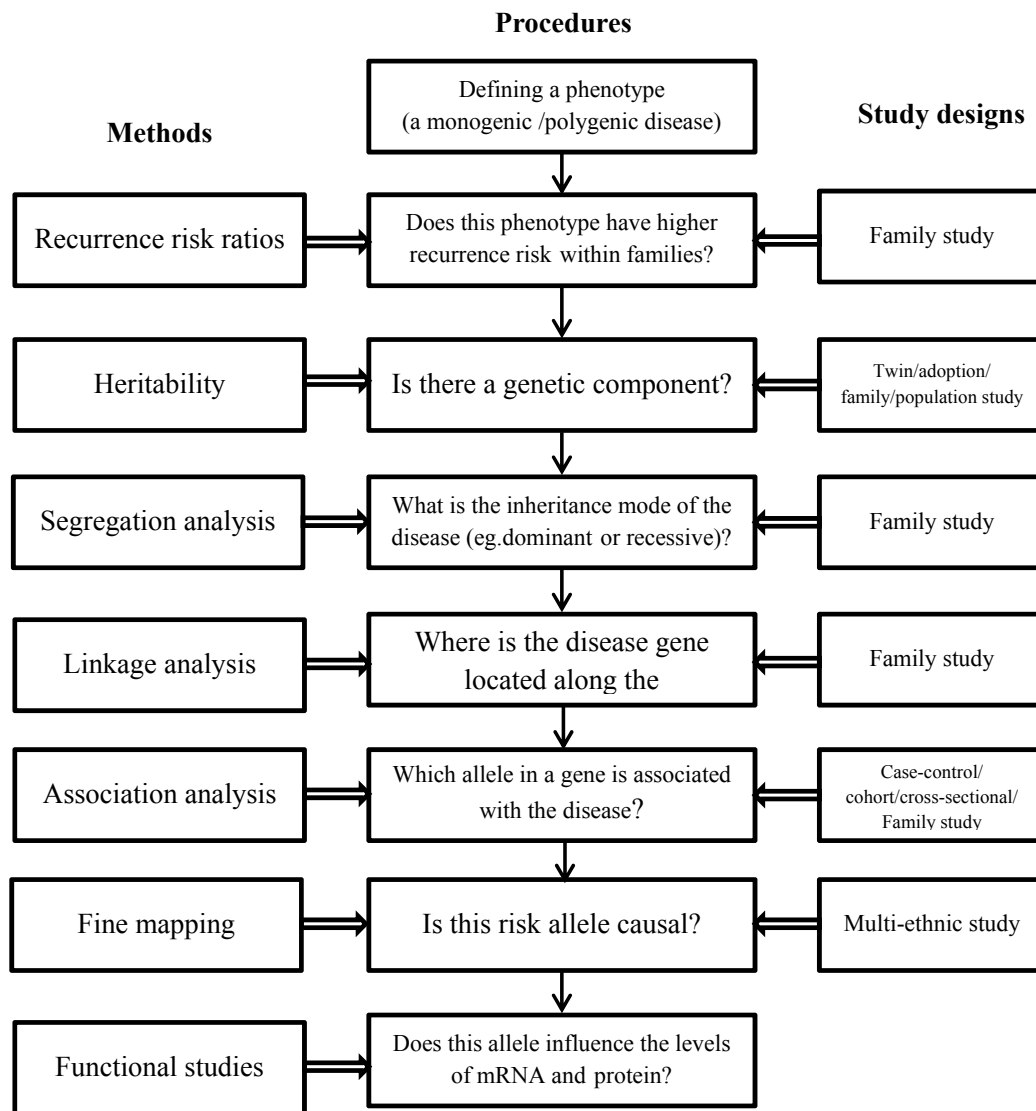 Procedures
Methods
Study designs
Defining a phenotype
(a monogenic /polygenic disease)
Recurrence risk ratios
Does this phenotype have higher
recurrence risk within families?
Family study
Heritability
Is there a genetic component?
Twin/adoption/
family/population study
Segregation analysis
What is the inheritance mode of the
disease (eg.dominant or recessive)?
Family study
Linkage analysis
Where is the disease gene
located along the
Family study
Association analysis
Which allele in a gene is associated
with the disease?
Case-control/
cohort/cross-sectional/
Family study
Fine mapping
Is this risk allele causal?
Multi-ethnic study
Functional studies
Does this allele influence the levels
of mRNA and protein?